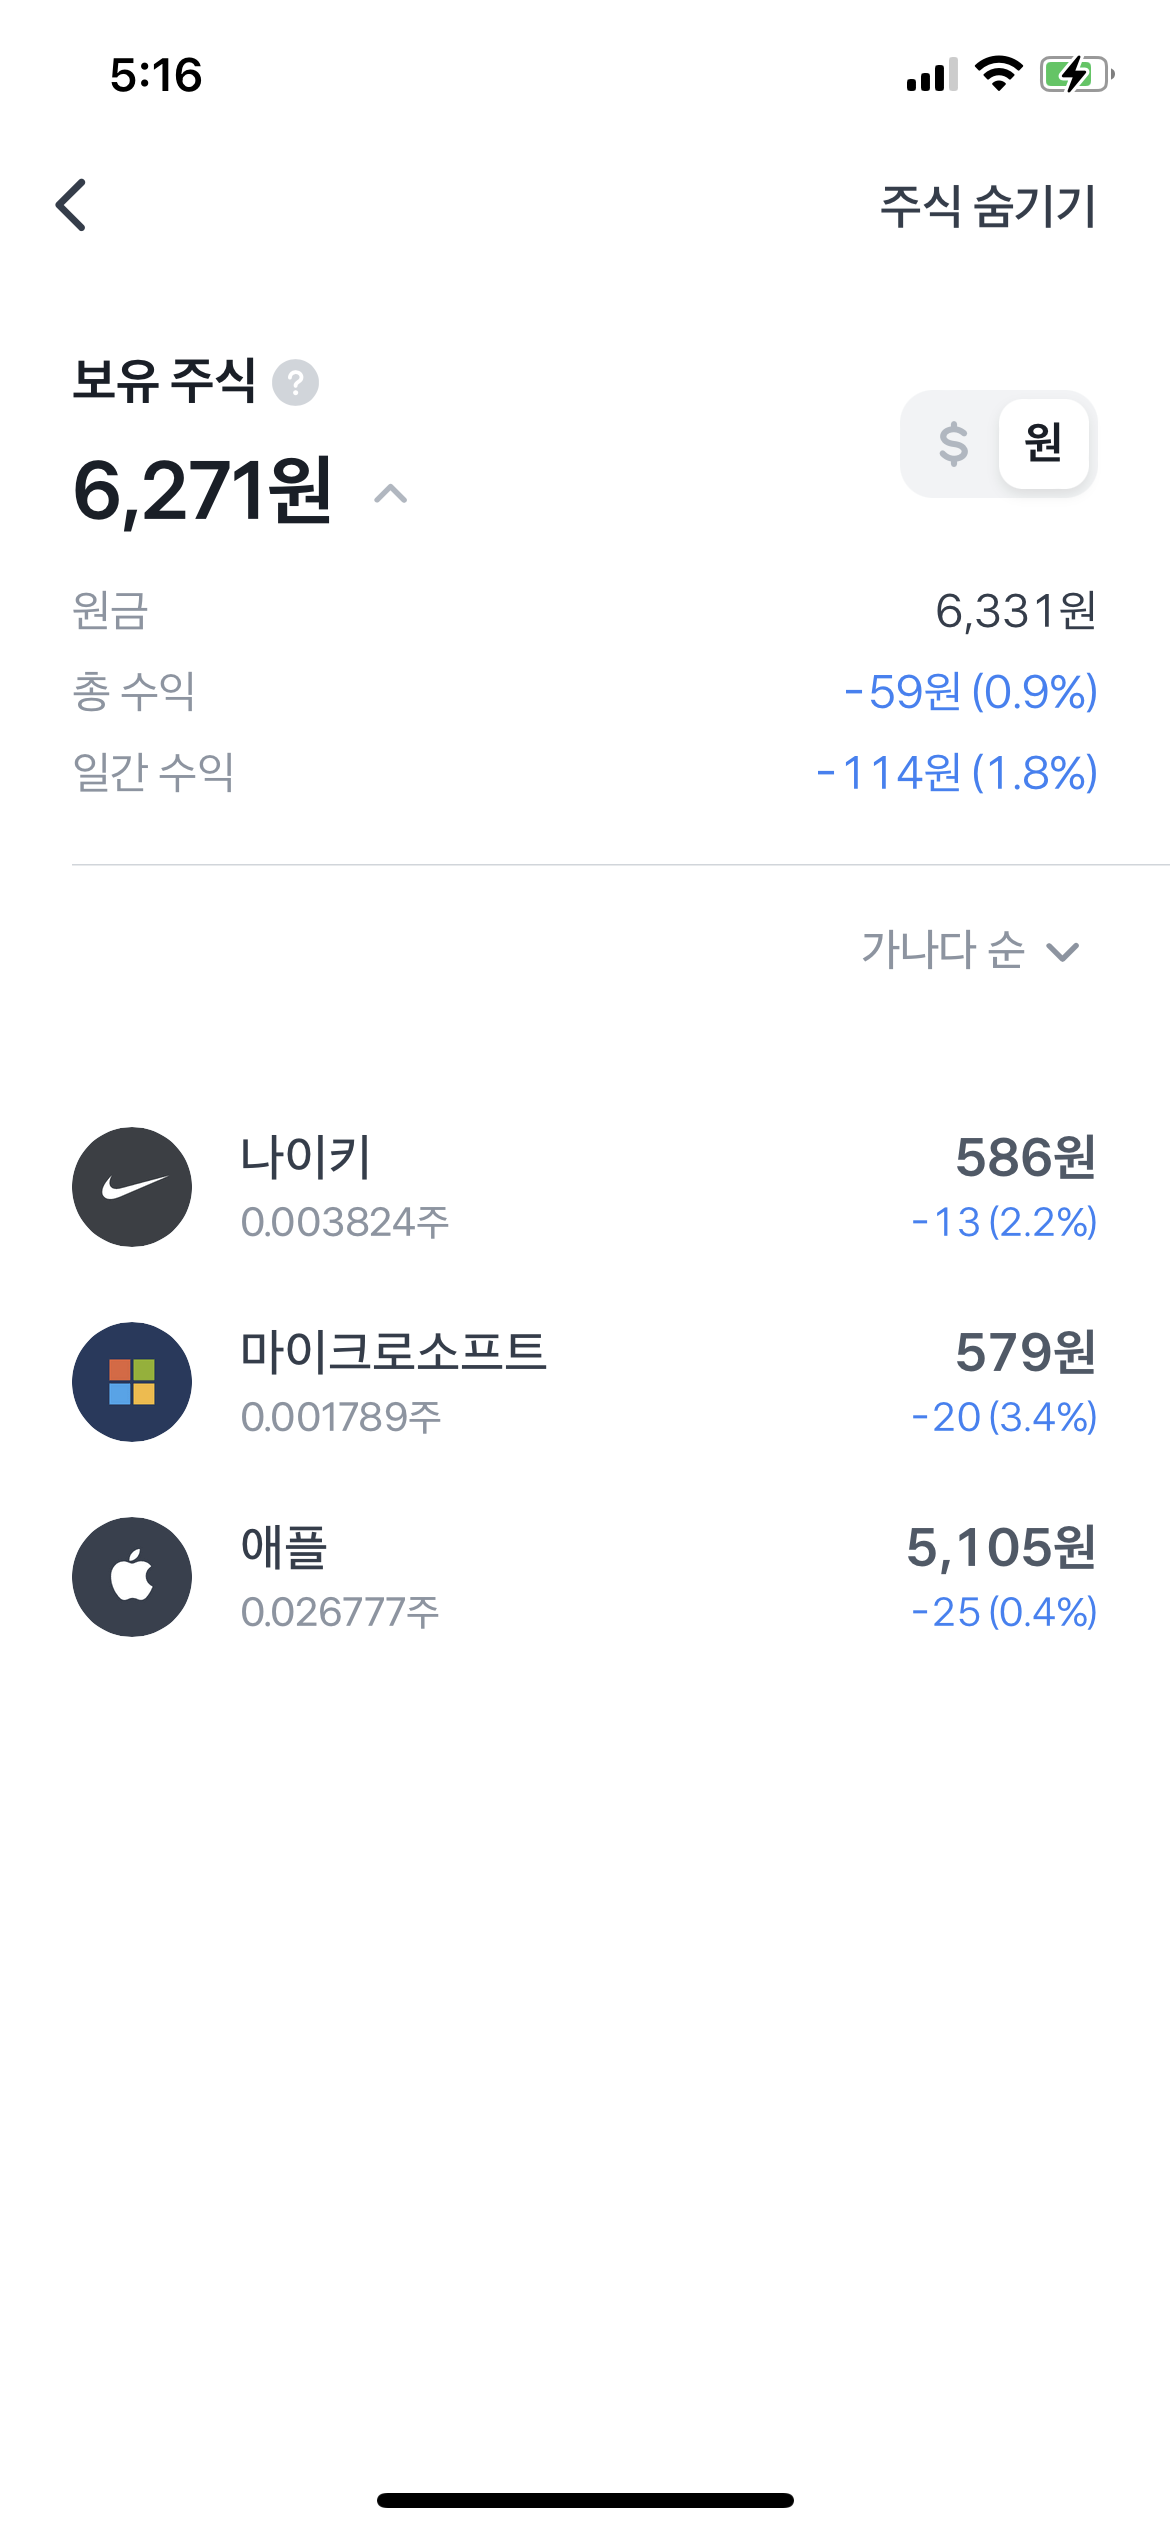 5:16
주식 숨기기
보유 주식 ?
6,271원
$ 원
원금 6,331원
총 수익 -59원 (0.9%)
일간 수익 -114원 (1.8%)
가나다 순
나이키 586원
0.003824주 -13 (2.2%)
마이크로소프트 579원
0.001789주 -20 (3.4%)
애플 5,105원
0.026777주 -25 (0.4%)